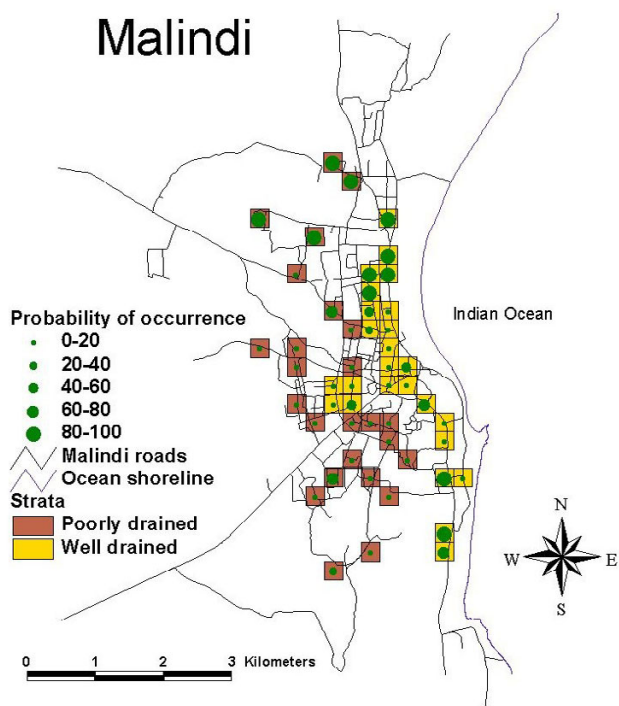 Malindi
Indian Ocean
Probability of occurrence
0-20
20-40
40-60
60-80
80-100
Malindi roads
Ocean shoreline
Strata
Poorly drained
Well drained
N
W E
S
0 1 2 3 Kilometers